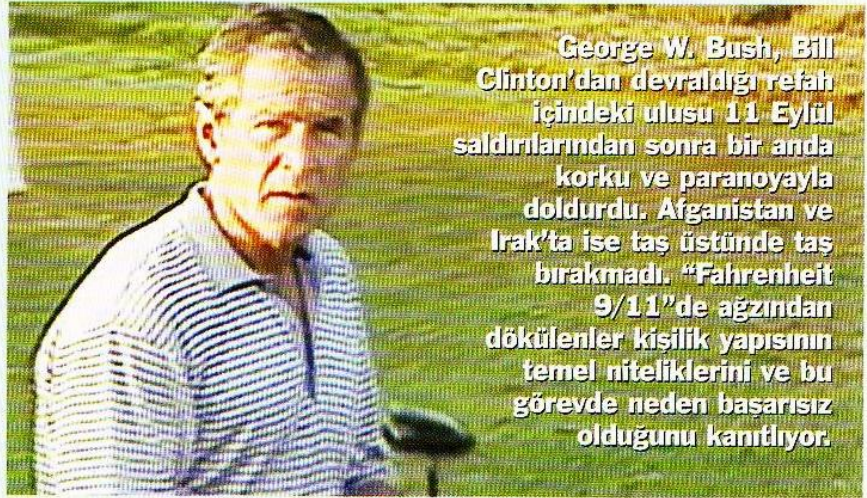 George W. Bush, Bill
Clinton'dan devraldığı refah
içindeki ulusu 11 Eylül
saldırılarından sonra bir anda
korku ve paranoyayla
doldurdu. Afganistan ve
Irak'ta ise taş üstünde taş
bırakmadı. “Fahrenheit
9/11”de ağzından
dökülenler kişilik yapısının
temel niteliklerini ve bu
görevde neden başarısız
olduğunu kanıtlıyor.